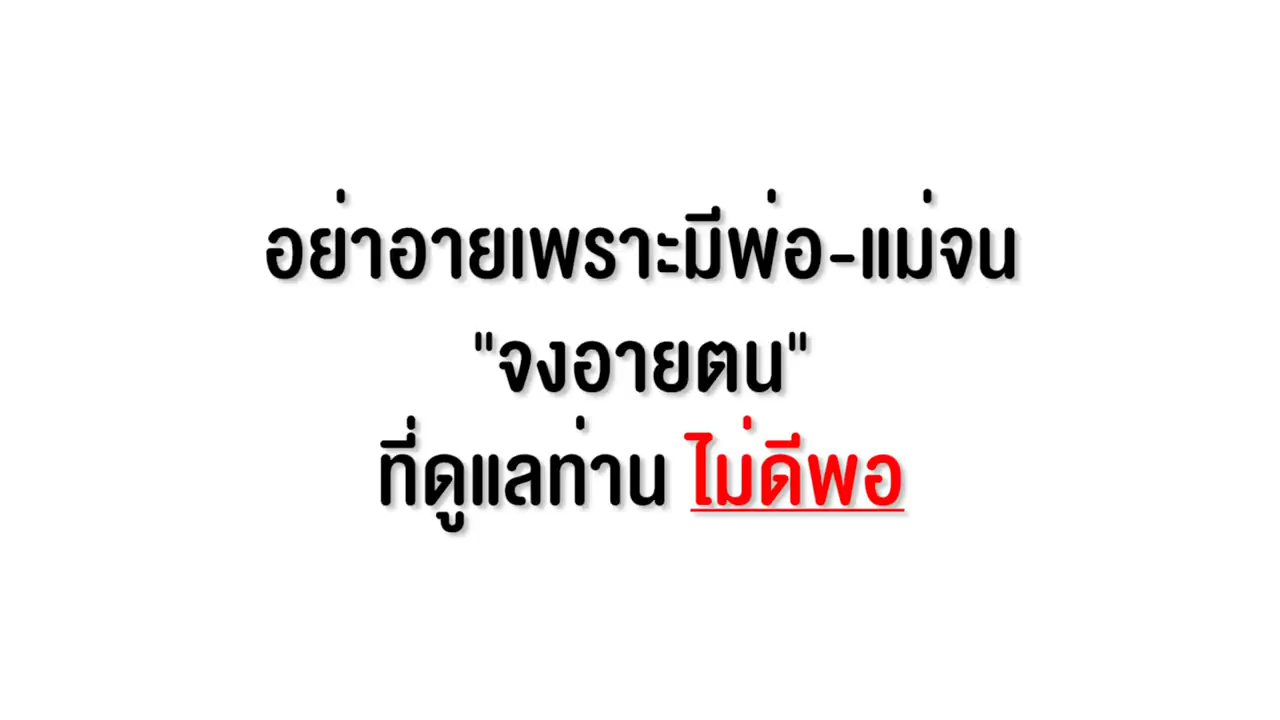 อย่าอายเพราะมีพ่อ-แม่จน
"จงอายตน"
ที่ดูแลท่าน ไม่ดีพอ